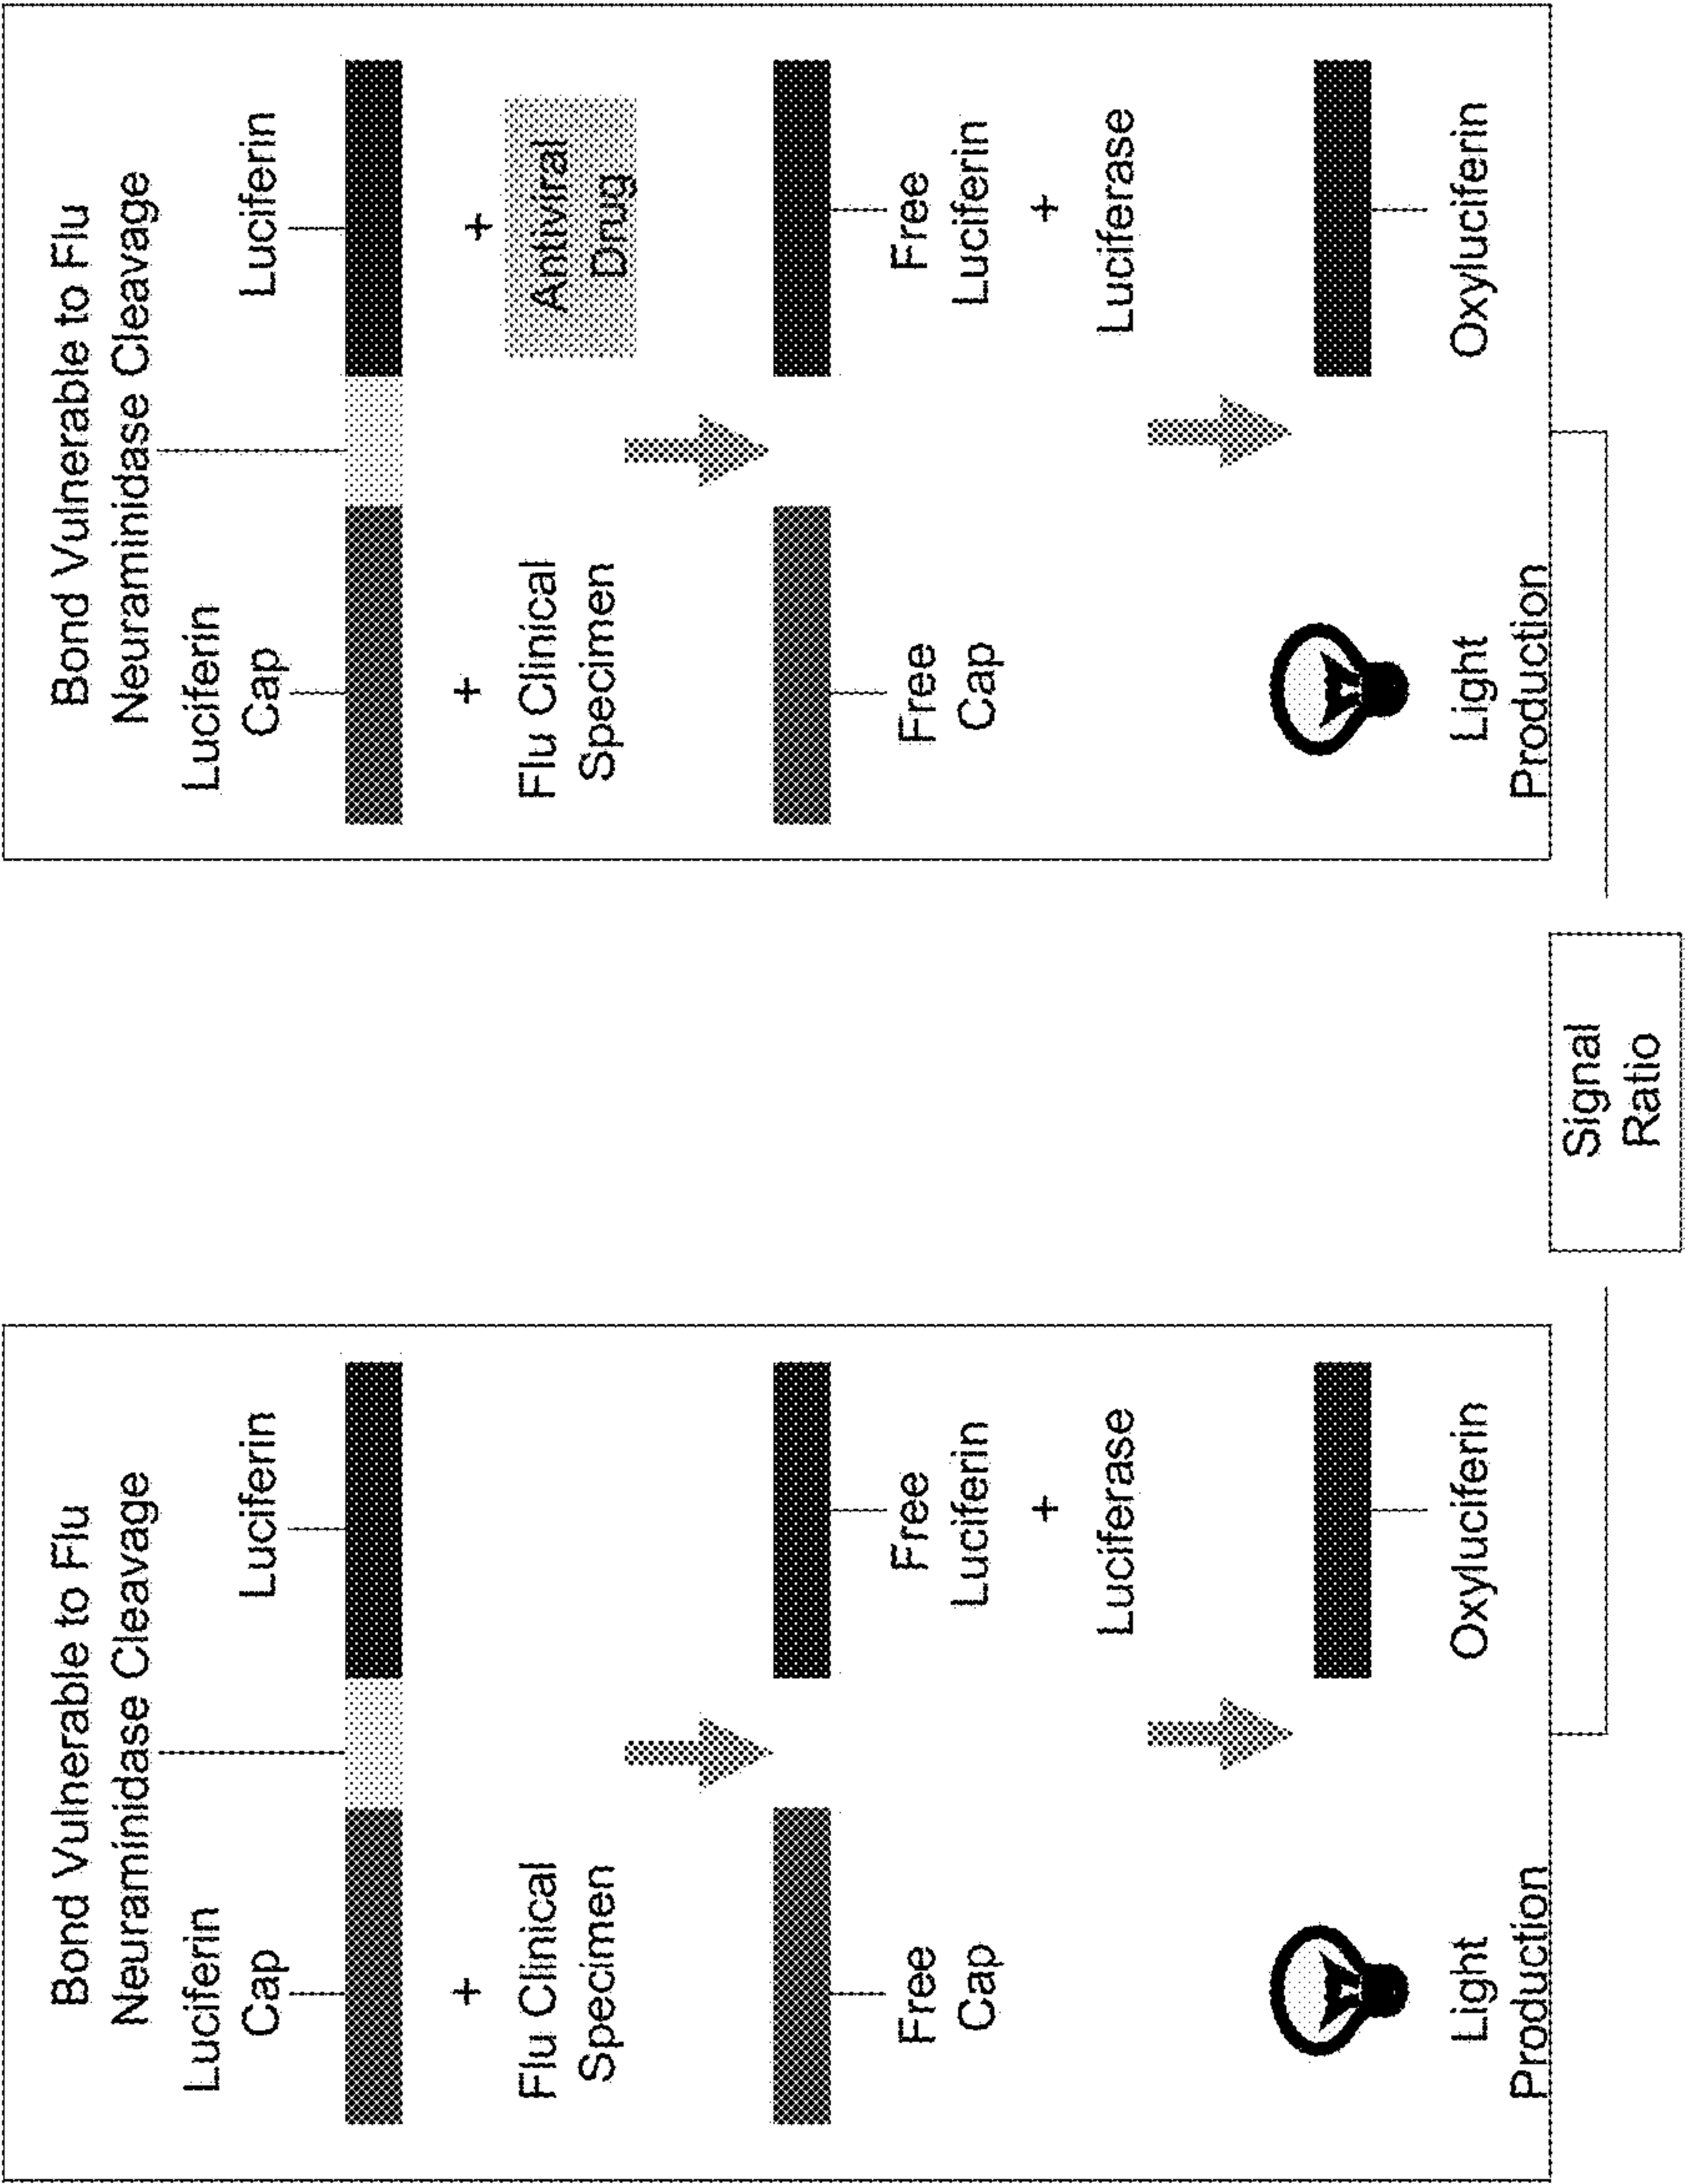 Bond Vulnerable to Flu
Neuraminidase Cleavage
Luciferin
Cap
Luciferin
+
Flu Clinical
Specimen
Free
Cap
Free
Luciferin
+
Luciferase
Light
Production
Oxyluciferin
Bond Vulnerable to Flu
Neuraminidase Cleavage
Luciferin
Cap
Luciferin
+
Flu Clinical
Specimen
+
Antiviral
Drug
Free
Cap
Free
Luciferin
+
Luciferase
Light
Production
Oxyluciferin
Signal
Ratio